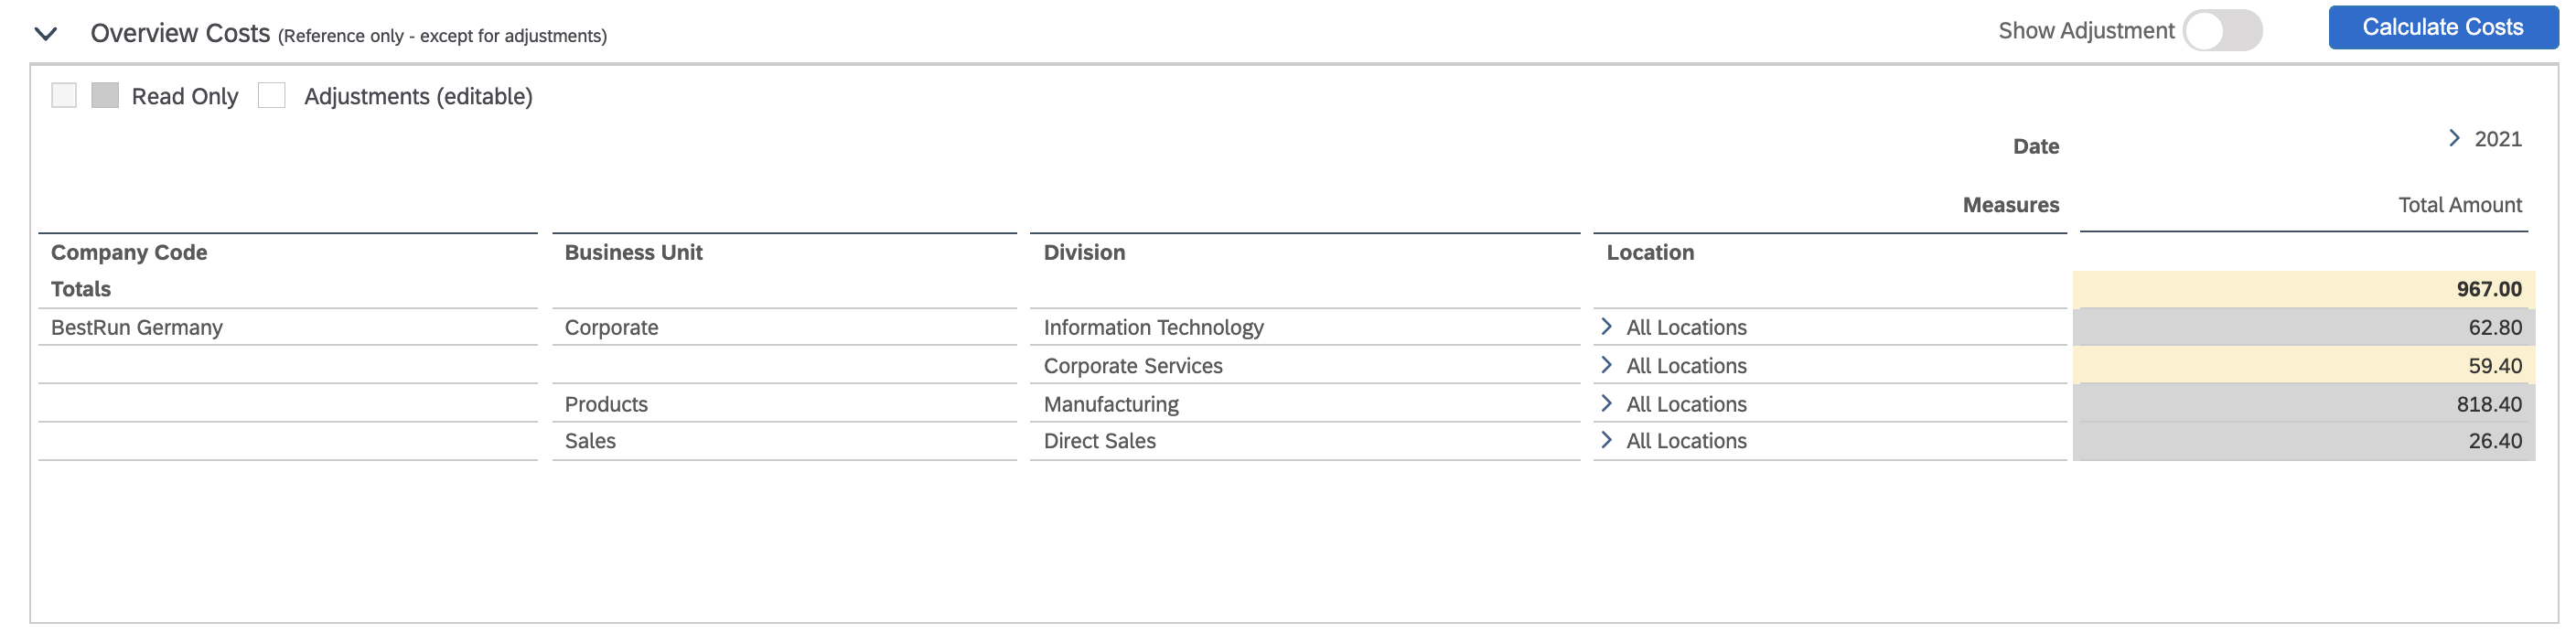 Overview Costs (Reference only - except for adjustments) Show Adjustment Calculate Costs
Read Only Adjustments (editable)
Date 2021
Measures Total Amount
Company Code Business Unit Division Location
Totals 967.00
BestRun Germany Corporate Information Technology All Locations 62.80
Corporate Services All Locations 59.40
Products Manufacturing All Locations 818.40
Sales Direct Sales All Locations 26.40